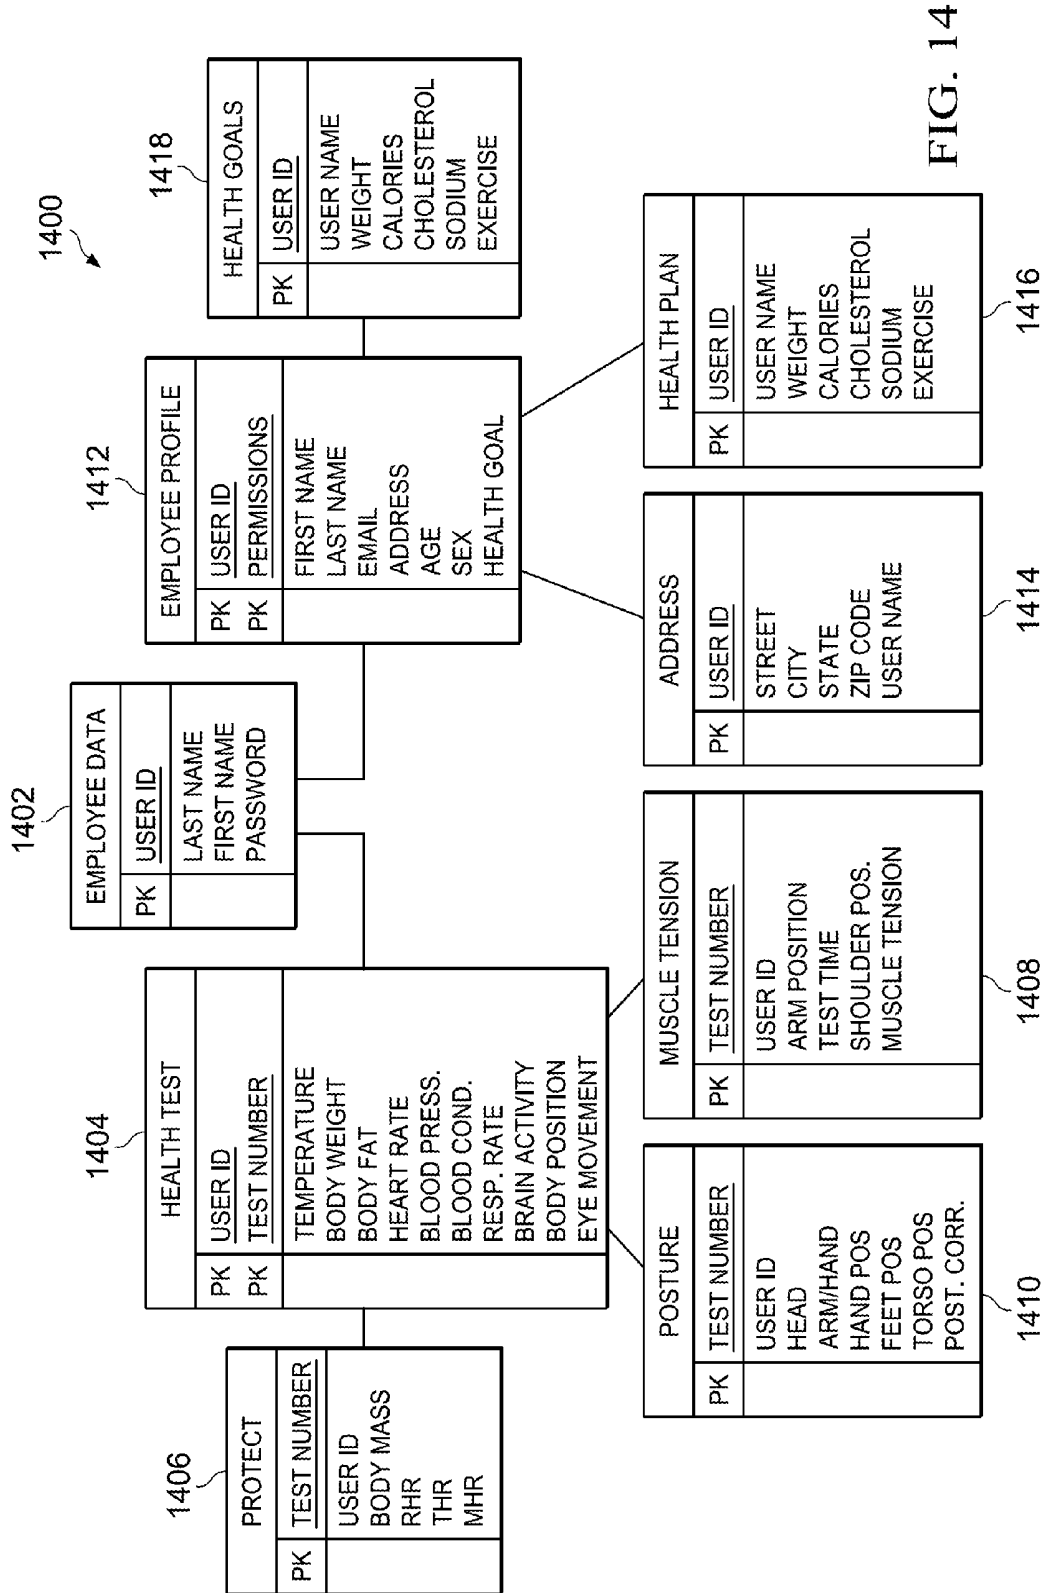 1400
1402
EMPLOYEE DATA
PK USER ID
LAST NAME
FIRST NAME
PASSWORD
1404
HEALTH TEST
PK USER ID
PK TEST NUMBER
TEMPERATURE
BODY WEIGHT
BODY FAT
HEART RATE
BLOOD PRESS.
BLOOD COND.
RESP. RATE
BRAIN ACTIVITY
BODY POSITION
EYE MOVEMENT
1412
EMPLOYEE PROFILE
PK USER ID
PK PERMISSIONS
FIRST NAME
LAST NAME
EMAIL
ADDRESS
AGE
SEX
HEALTH GOAL
1418
HEALTH GOALS
PK USER ID
USER NAME
WEIGHT
CALORIES
CHOLESTEROL
SODIUM
EXERCISE
1406
PROTECT
PK TEST NUMBER
USER ID
BODY MASS
RHR
THR
MHR
POSTURE
PK TEST NUMBER
USER ID
HEAD
ARM/HAND
HAND POS
FEET POS
TORSO POS
POST. CORR.
1410
MUSCLE TENSION
PK TEST NUMBER
USER ID
ARM POSITION
TEST TIME
SHOULDER POS.
MUSCLE TENSION
1408
ADDRESS
PK USER ID
STREET
CITY
STATE
ZIP CODE
USER NAME
1414
HEALTH PLAN
PK USER ID
USER NAME
WEIGHT
CALORIES
CHOLESTEROL
SODIUM
EXERCISE
1416
FIG. 14